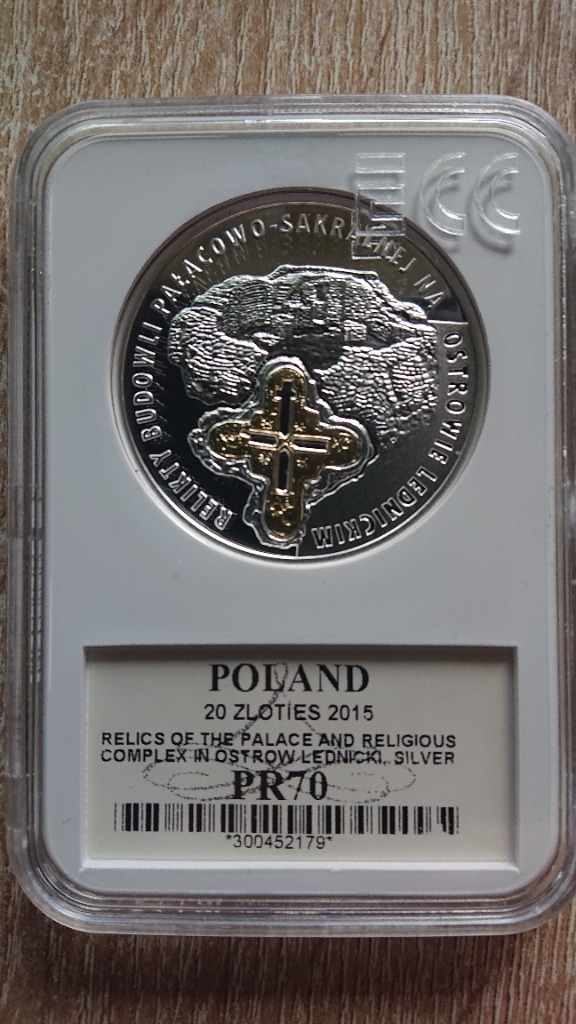 ECC
RELIKTY BUDOWLI PAŁACOWO-SAKRALNEJ NA OSTROWIE LEDNICKIM
POLAND
20 ZLOTIES 2015
RELICS OF THE PALACE AND RELIGIOUS
COMPLEX IN OSTROW LEDNICKI, SILVER
PR70
*300452179*